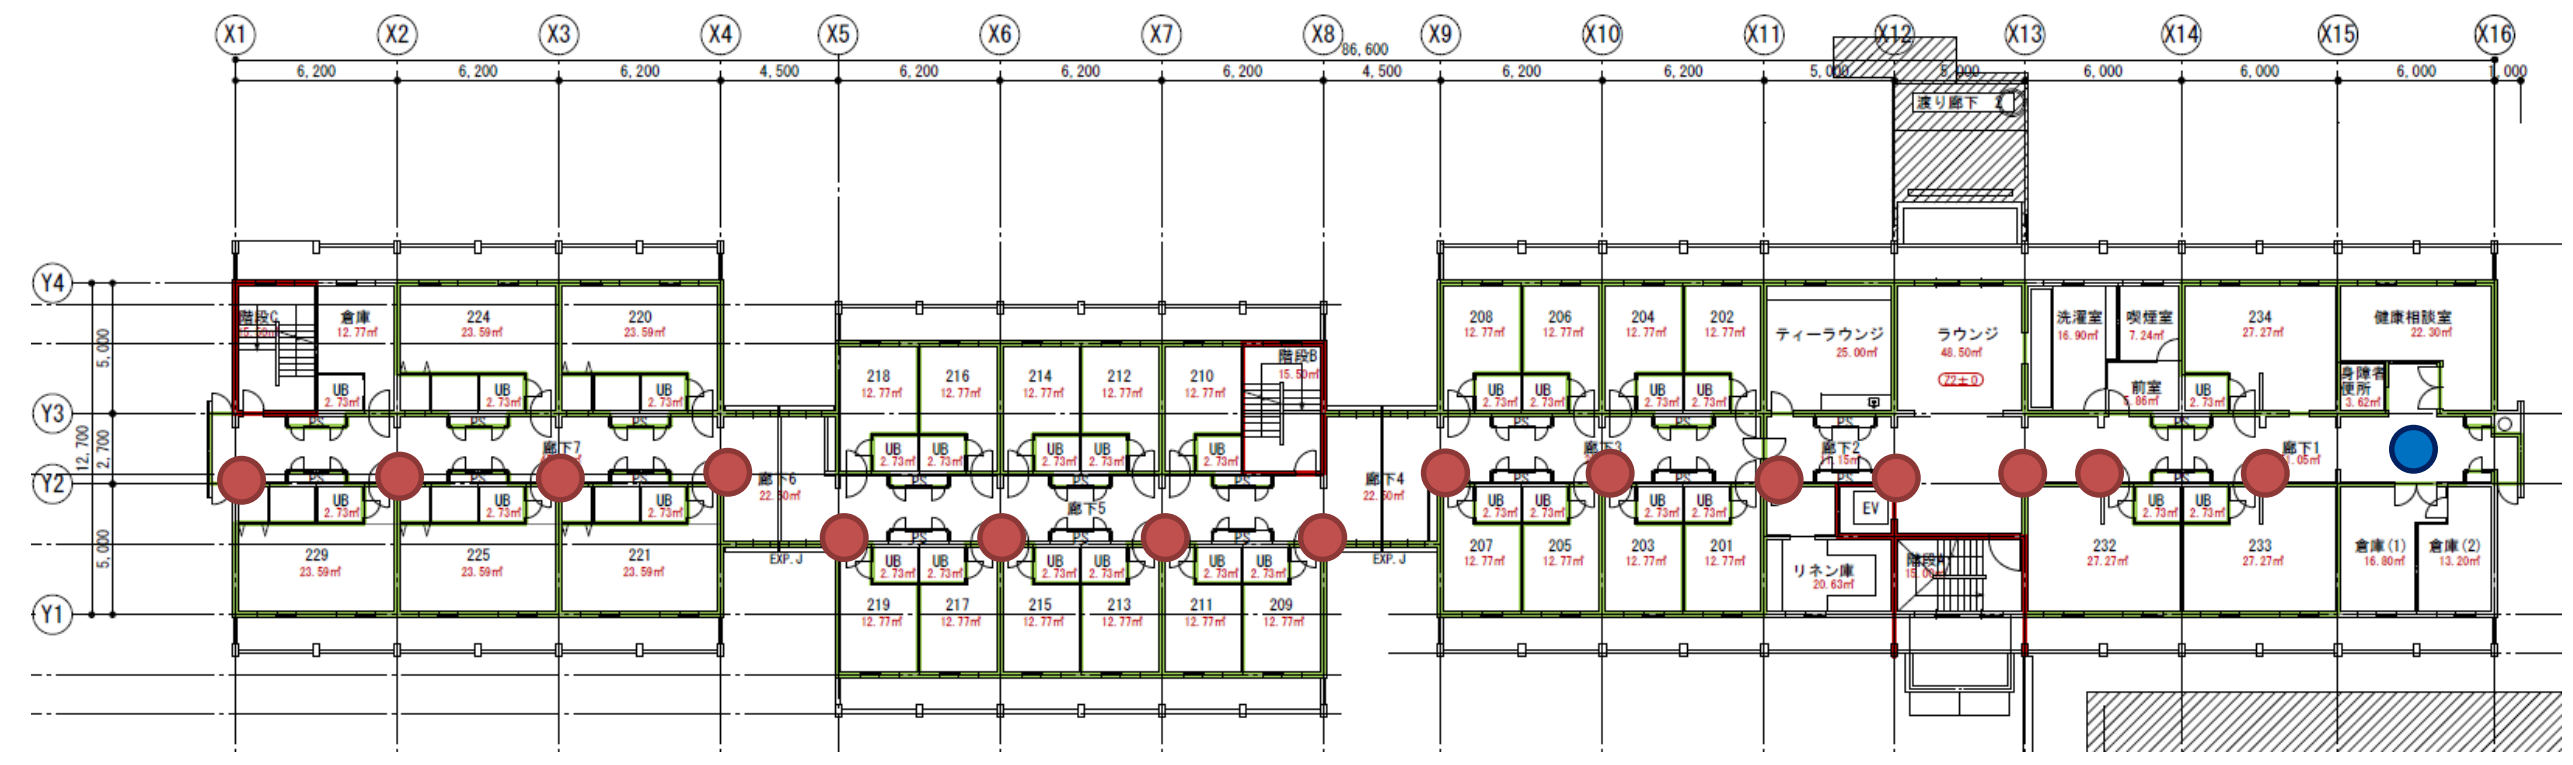 X1 X2 X3 X4 X5 X6 X7 X8 X9 X10 X11 X12 X13 X14 X15 X16
86,600
6,200 6,200 6,200 4,500 6,200 6,200 6,200 4,500 6,200 6,200 5,000 5,000 6,000 6,000 6,000 1,000
渡り廊下 2
Y4
Y3
Y2
Y1
5,000
2,700
5,000
12,700
階段C
倉庫
12.77㎡
224
23.59㎡
220
23.59㎡
UB
2.73㎡
UB
2.73㎡
UB
2.73㎡
PS PS PS
廊下7
PS PS PS
UB
2.73㎡
UB
2.73㎡
UB
2.73㎡
229
23.59㎡
225
23.59㎡
221
23.59㎡
廊下6
EXP.J
218
12.77㎡
216
12.77㎡
214
12.77㎡
212
12.77㎡
210
12.77㎡
階段B
15.50㎡
UB
2.73㎡
UB
2.73㎡
UB
2.73㎡
UB
2.73㎡
UB
2.73㎡
PS PS PS
廊下5
PS PS PS
UB
2.73㎡
UB
2.73㎡
UB
2.73㎡
UB
2.73㎡
UB
2.73㎡
UB
2.73㎡
219
12.77㎡
217
12.77㎡
215
12.77㎡
213
12.77㎡
211
12.77㎡
209
12.77㎡
廊下4
EXP.J
208
12.77㎡
206
12.77㎡
204
12.77㎡
202
12.77㎡
UB
2.73㎡
UB
2.73㎡
UB
2.73㎡
UB
2.73㎡
PS PS
廊下3
PS PS
UB
2.73㎡
UB
2.73㎡
UB
2.73㎡
UB
2.73㎡
207
12.77㎡
205
12.77㎡
203
12.77㎡
201
12.77㎡
ティーラウンジ
25.00㎡
ラウンジ
48.50㎡
Z2±0
PS
廊下2
PS
EV
リネン庫
20.63㎡
階段A
洗濯室
16.90㎡
喫煙室
7.24㎡
前室
5.86㎡
234
27.27㎡
UB
2.73㎡
健康相談室
22.30㎡
身障者
便所
3.62㎡
PS
廊下1
PS
UB
2.73㎡
UB
2.73㎡
232
27.27㎡
233
27.27㎡
倉庫(1)
16.80㎡
倉庫(2)
13.20㎡